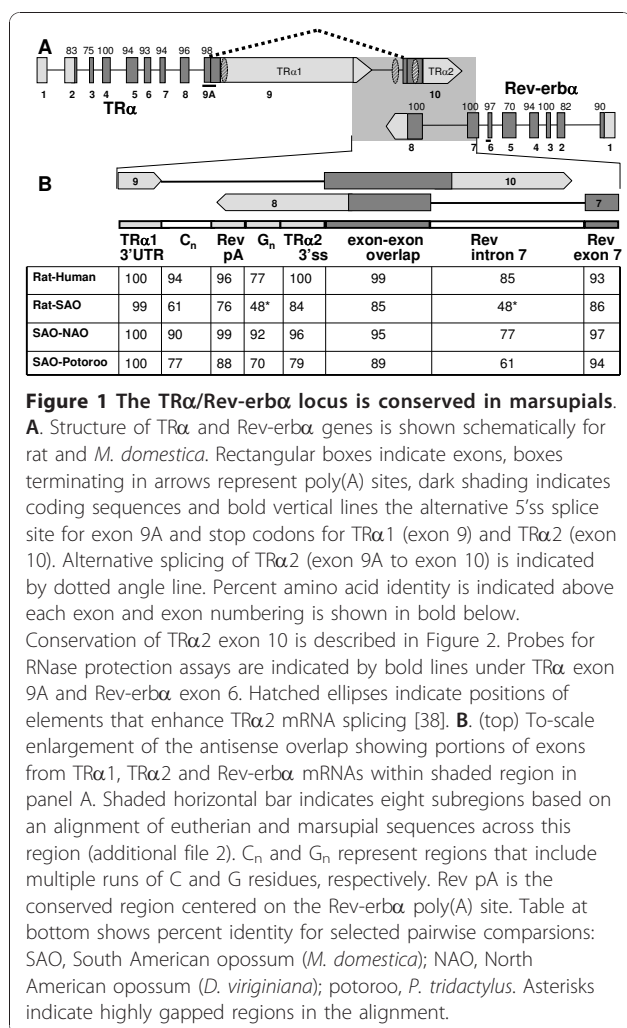 A
83 75 100 94 93 94 96 98
TRα1
TRα2
1 2 3 4 5 6 7 8 9A 9 10
TRα
Rev-erbα
100 100 97 70 94 100 82 90
8 7 6 5 4 3 2 1
B
9 10
8 7
TRα1 3'UTR Cn Rev pA Gn TRα2 3'ss exon-exon overlap Rev intron 7 Rev exon 7
Rat-Human 100 94 96 77 100 99 85 93
Rat-SAO 99 61 76 48* 84 85 48* 86
SAO-NAO 100 90 99 92 96 95 77 97
SAO-Potoroo 100 77 88 70 79 89 61 94
Figure 1 The TRα/Rev-erbα locus is conserved in marsupials.
A. Structure of TRα and Rev-erbα genes is shown schematically for
rat and M. domestica. Rectangular boxes indicate exons, boxes
terminating in arrows represent poly(A) sites, dark shading indicates
coding sequences and bold vertical lines the alternative 5'ss splice
site for exon 9A and stop codons for TRα1 (exon 9) and TRα2 (exon
10). Alternative splicing of TRα2 (exon 9A to exon 10) is indicated
by dotted angle line. Percent amino acid identity is indicated above
each exon and exon numbering is shown in bold below.
Conservation of TRα2 exon 10 is described in Figure 2. Probes for
RNase protection assays are indicated by bold lines under TRα exon
9A and Rev-erbα exon 6. Hatched ellipses indicate positions of
elements that enhance TRα2 mRNA splicing [38]. B. (top) To-scale
enlargement of the antisense overlap showing portions of exons
from TRα1, TRα2 and Rev-erbα mRNAs within shaded region in
panel A. Shaded horizontal bar indicates eight subregions based on
an alignment of eutherian and marsupial sequences across this
region (additional file 2). Cn and Gn represent regions that include
multiple runs of C and G residues, respectively. Rev pA is the
conserved region centered on the Rev-erbα poly(A) site. Table at
bottom shows percent identity for selected pairwise comparsions:
SAO, South American opossum (M. domestica); NAO, North
American opossum (D. viriginiana); potoroo, P. tridactylus. Asterisks
indicate highly gapped regions in the alignment.